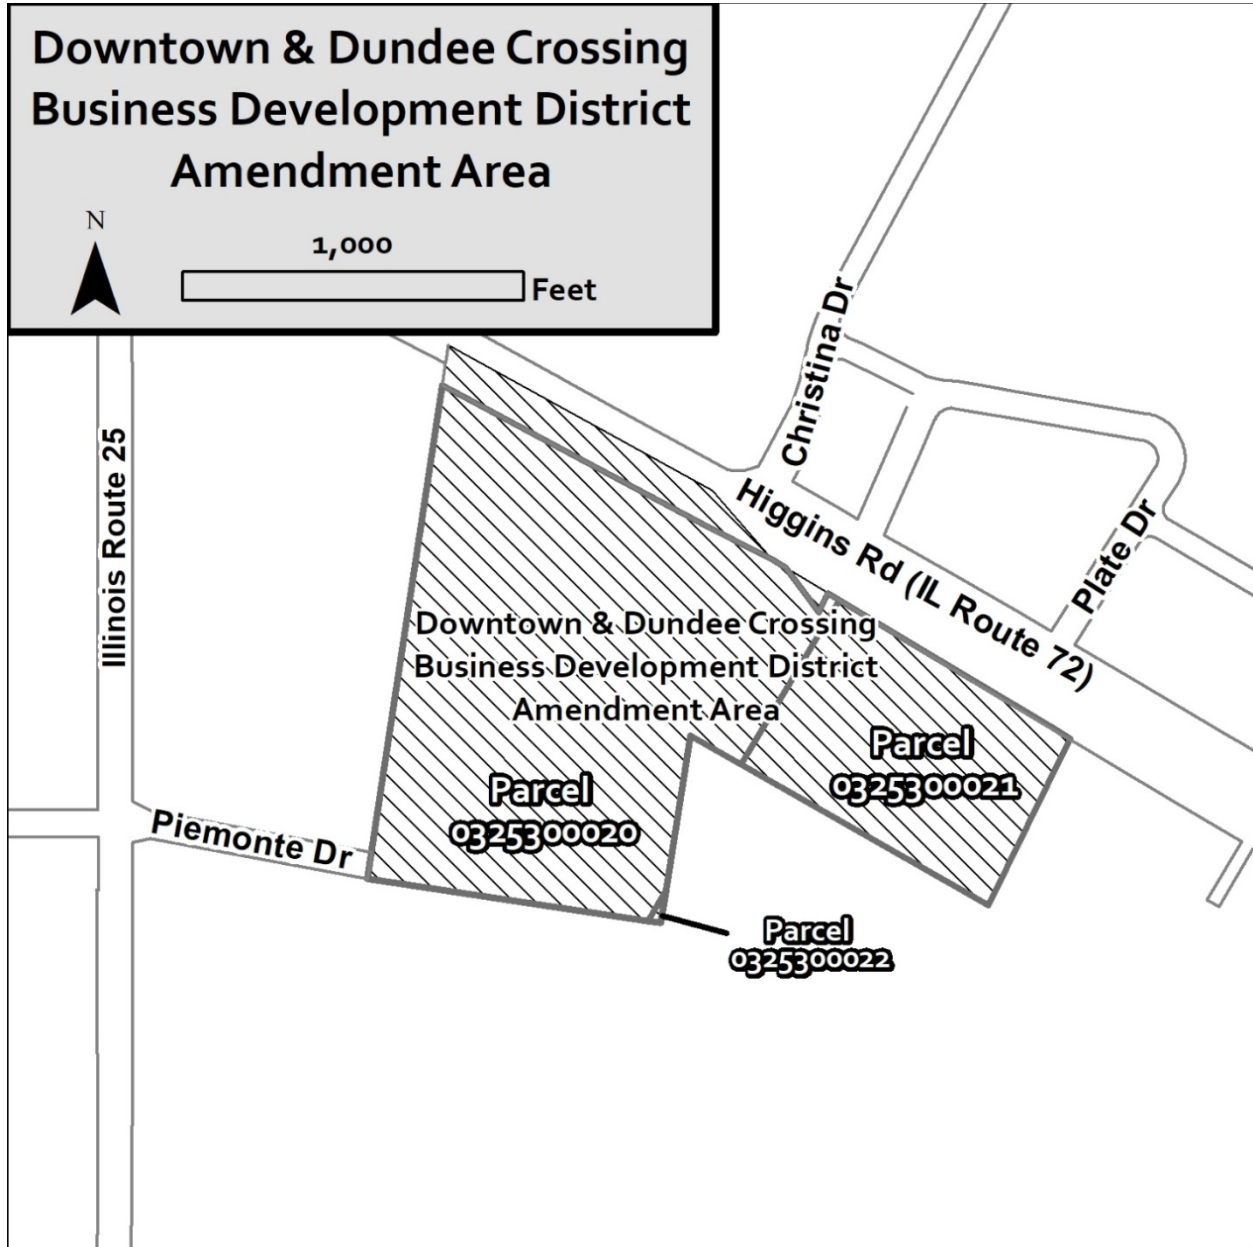 Downtown & Dundee Crossing
Business Development District
Amendment Area
N
1,000
Feet
Christina Dr
Illinois Route 25
Higgins Rd (IL Route 72)
Plate Dr
Downtown & Dundee Crossing
Business Development District
Amendment Area
Parcel
0325300021
Parcel
0325300020
Piemonte Dr
Parcel
0325300022